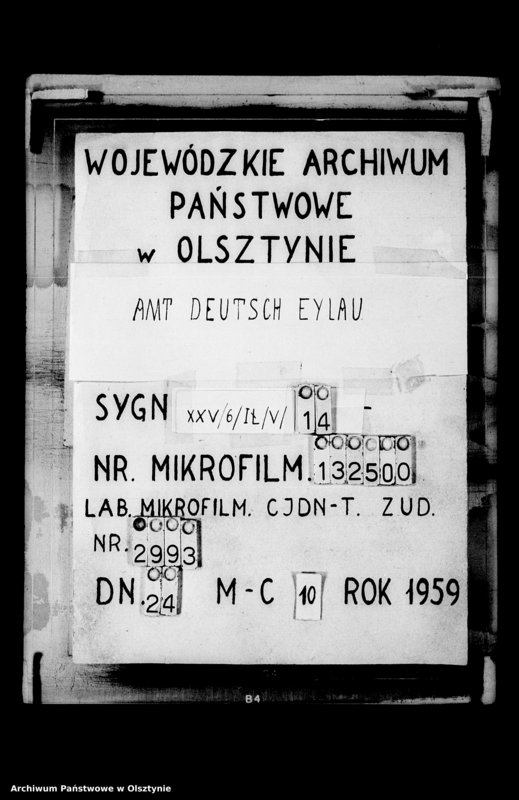 WOJEWÓDZKIE ARCHIWUM
PAŃSTWOWE
w OLSZTYNIE
AMT DEUTSCH EYLAU
SYGN XXV/6/IŁ/V/ 14 -
NR. MIKROFILM. 132500
LAB. MIKROFILM. CJDN-T. ZUD.
NR. 2993
DN. 24 M-C 10 ROK 1959
B4
Archiwum Państwowe w Olsztynie